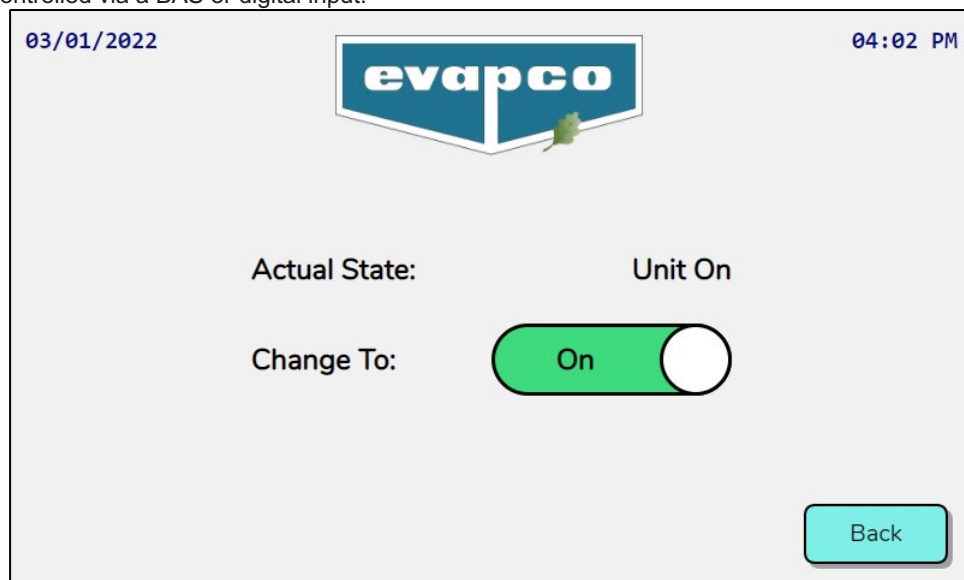 ontrolled via a BAS or digital input.
03/01/2022 04:02 PM
evapco
Actual State: Unit On
Change To: On
Back